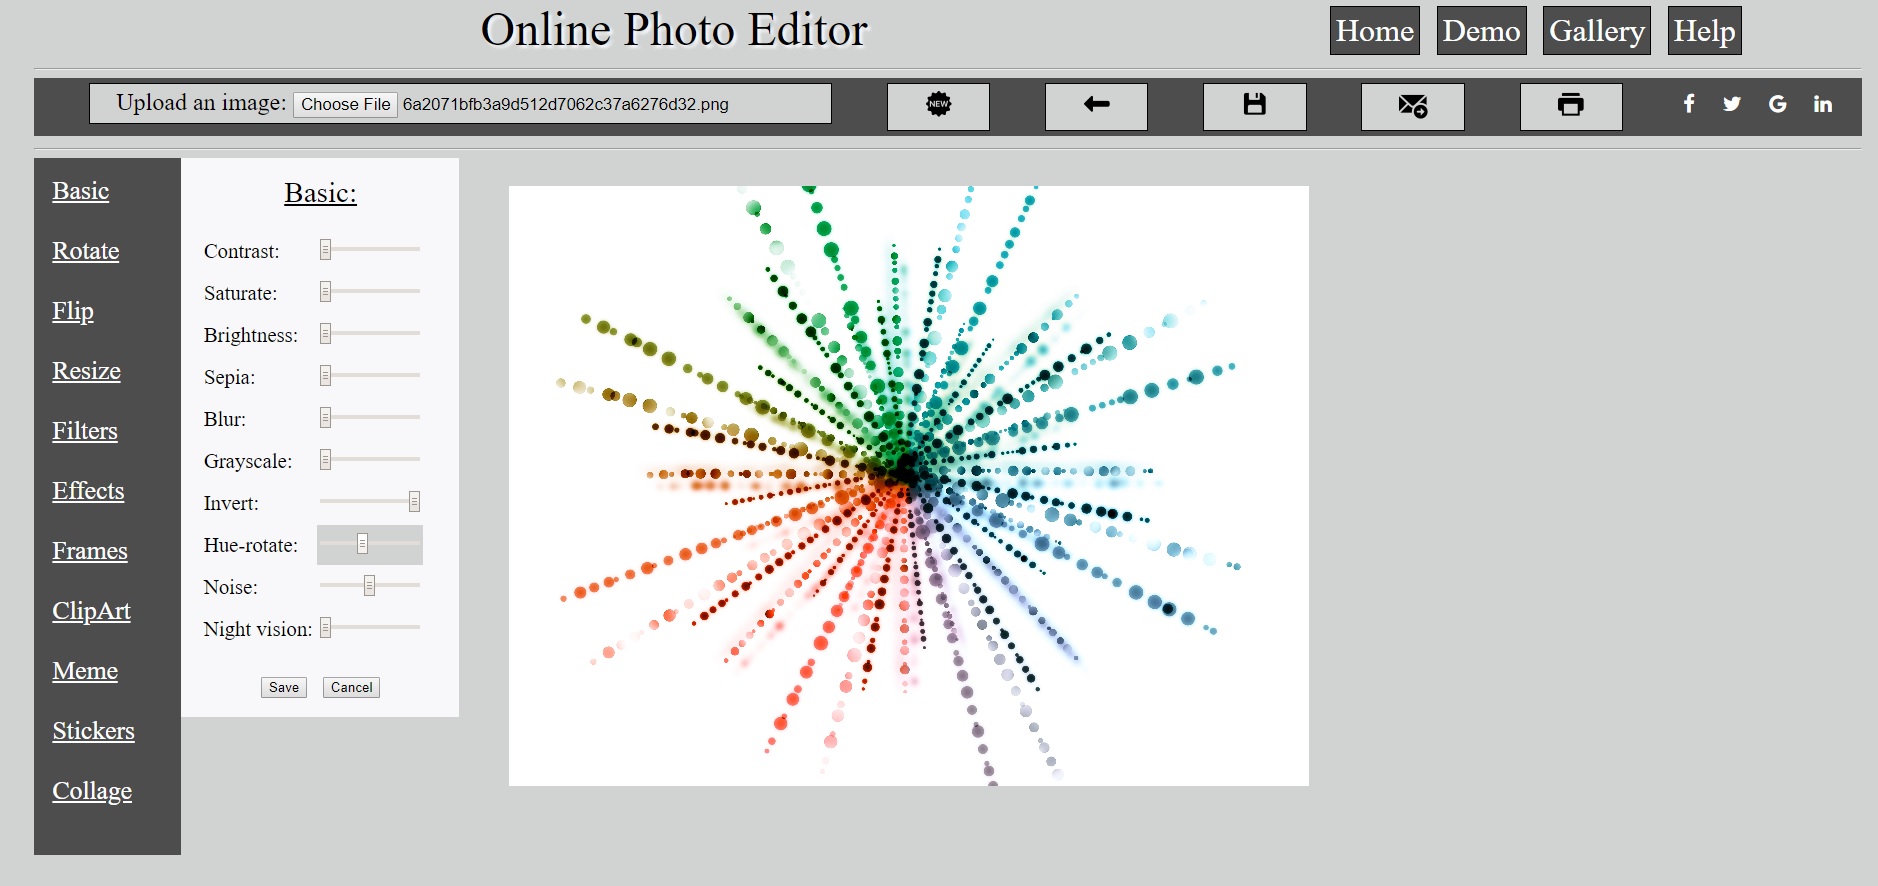 Online Photo Editor
Home Demo Gallery Help
Upload an image: Choose File 6a2071bfb3a9d512d7062c37a6276d32.png
NEW
Basic
Rotate
Flip
Resize
Filters
Effects
Frames
ClipArt
Meme
Stickers
Collage
Basic:
Contrast:
Saturate:
Brightness:
Sepia:
Blur:
Grayscale:
Invert:
Hue-rotate:
Noise:
Night vision:
Save Cancel